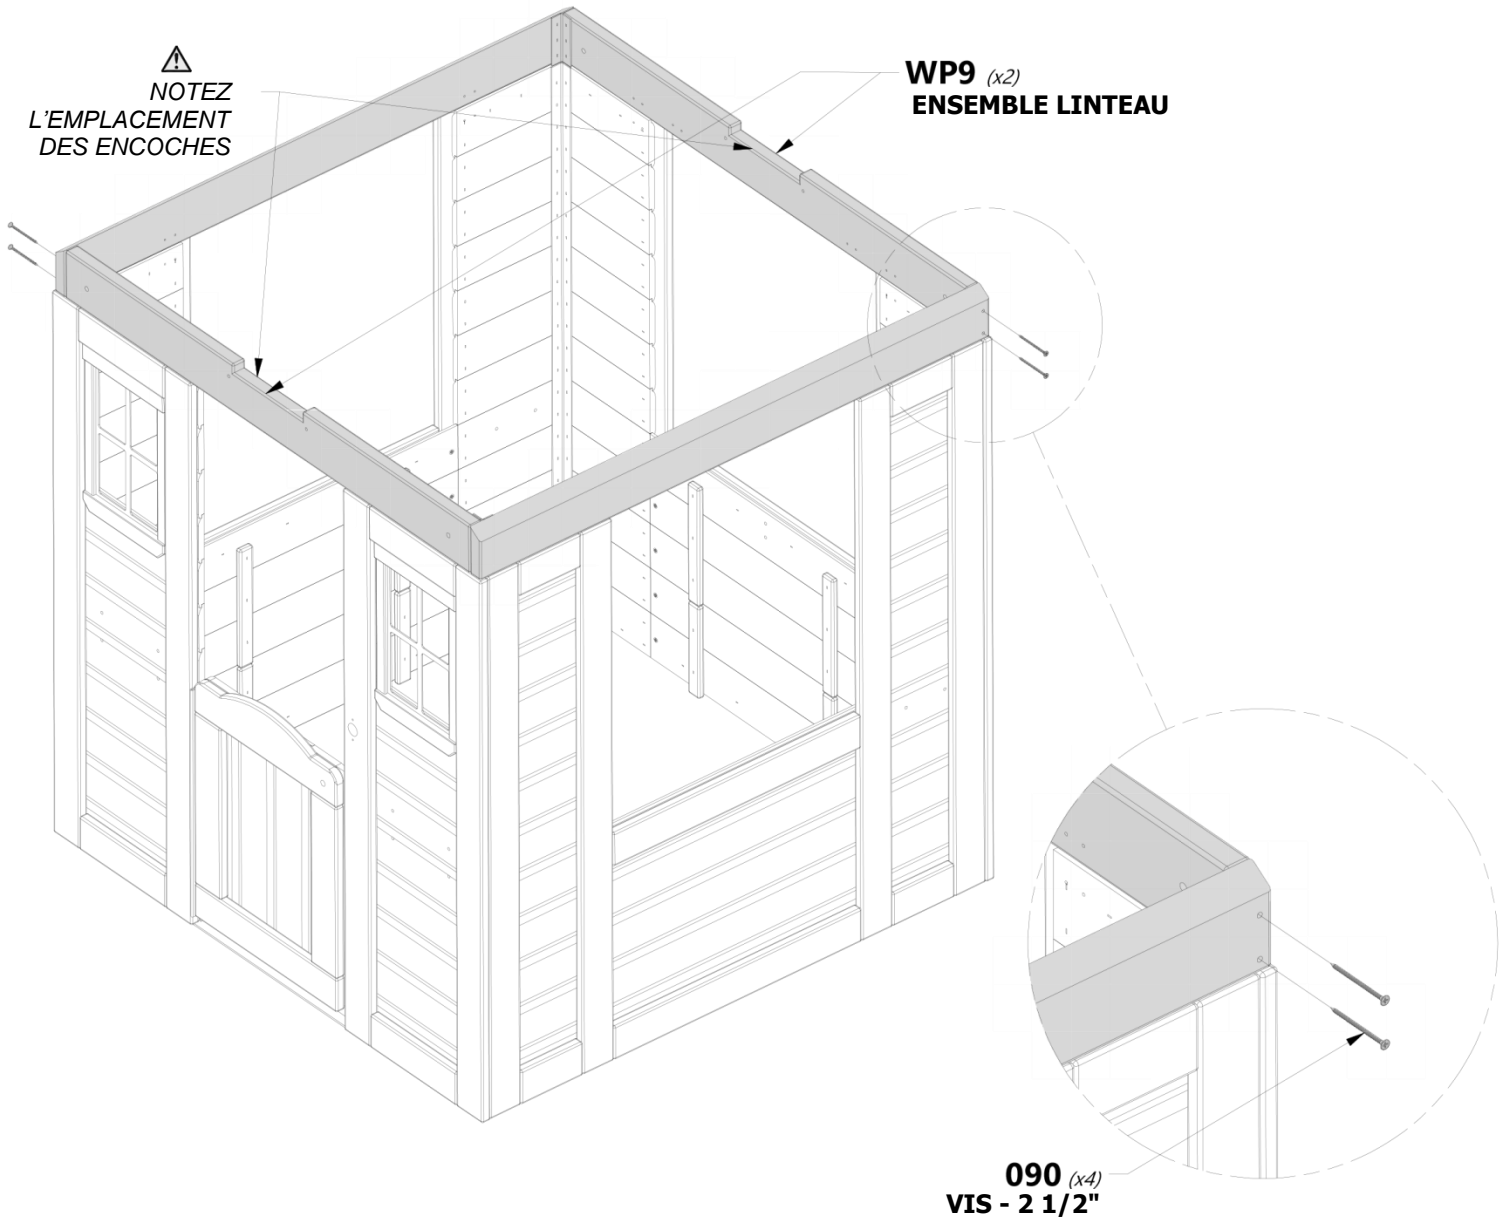 NOTEZ
L'EMPLACEMENT
DES ENCOCHES
WP9 (x2)
ENSEMBLE LINTEAU
090 (x4)
VIS - 2 1/2"